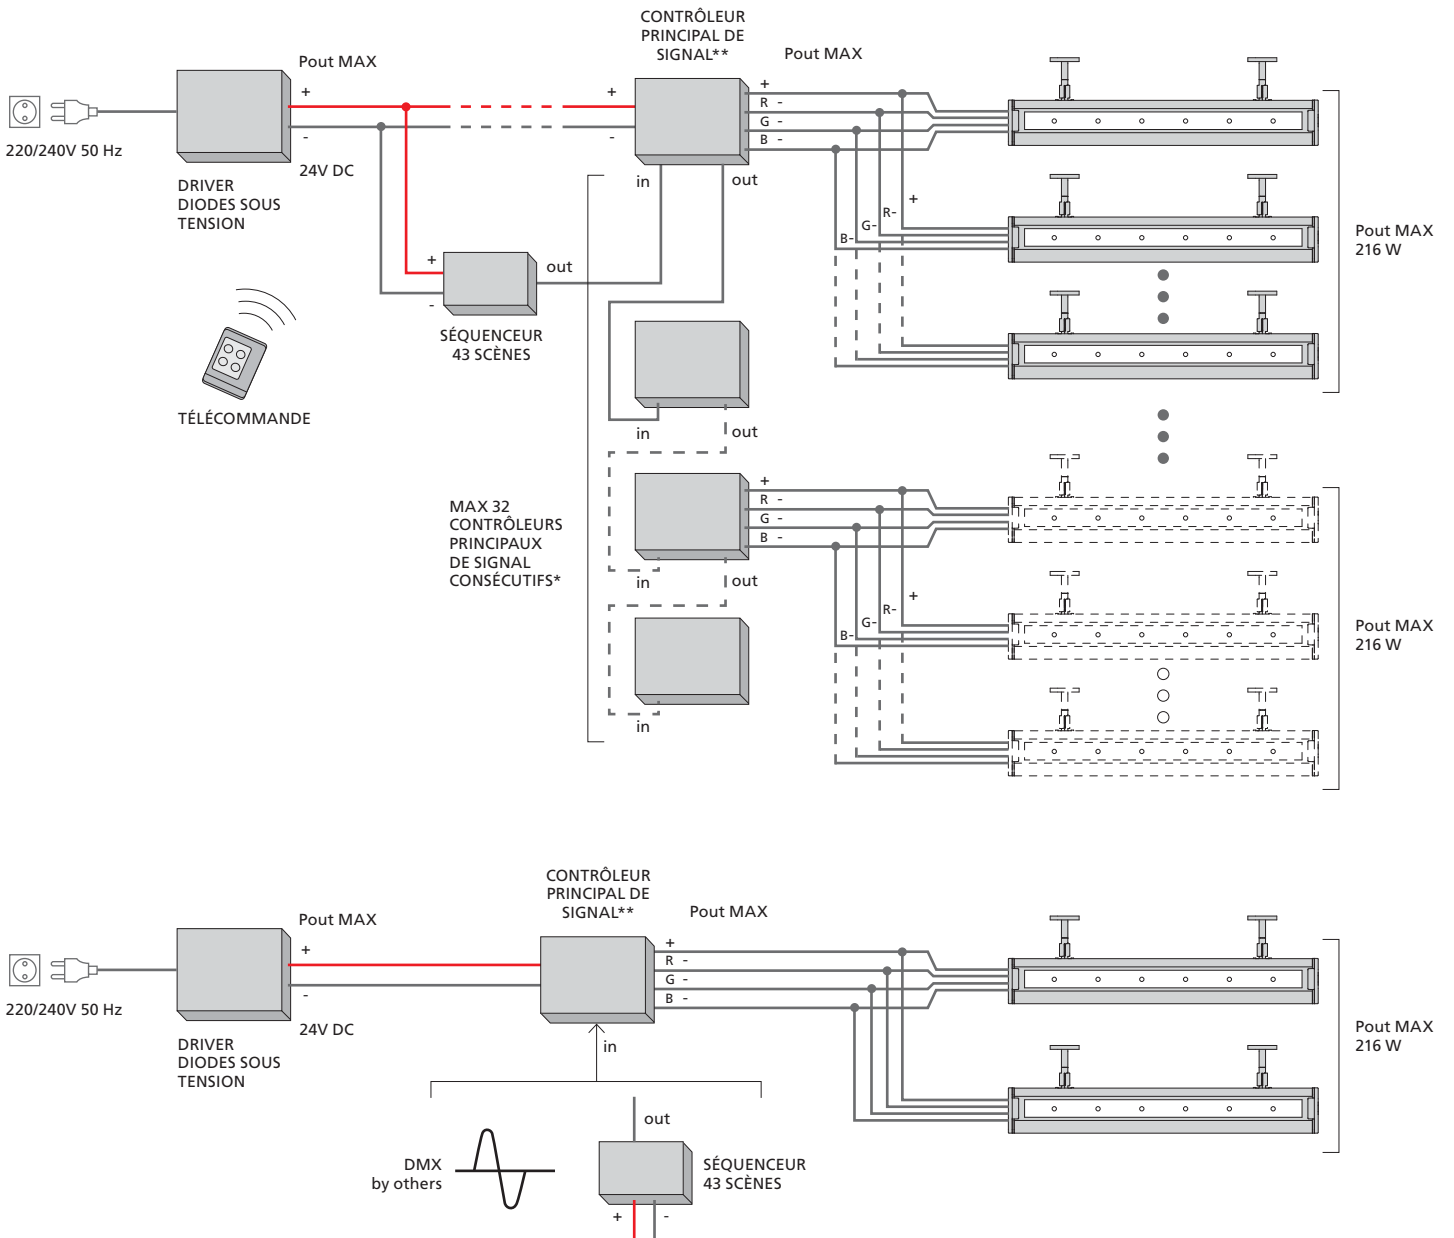 CONTRÔLEUR
PRINCIPAL DE
SIGNAL**
Pout MAX
Pout MAX
+
-
24V DC
220/240V 50 Hz
DRIVER
DIODES SOUS
TENSION
+
-
+
R -
G -
B -
in
out
+
R-
G-
B-
Pout MAX
216 W
+
-
out
SÉQUENCEUR
43 SCÈNES
TÉLÉCOMMANDE
in
out
MAX 32
CONTRÔLEURS
PRINCIPAUX
DE SIGNAL
CONSÉCUTIFS*
+
R -
G -
B -
in
out
+
R-
G-
B-
Pout MAX
216 W
in
CONTRÔLEUR
PRINCIPAL DE
SIGNAL**
Pout MAX
Pout MAX
+
-
24V DC
220/240V 50 Hz
DRIVER
DIODES SOUS
TENSION
+
R -
G -
B -
in
Pout MAX
216 W
out
DMX
by others
SÉQUENCEUR
43 SCÈNES
+ -